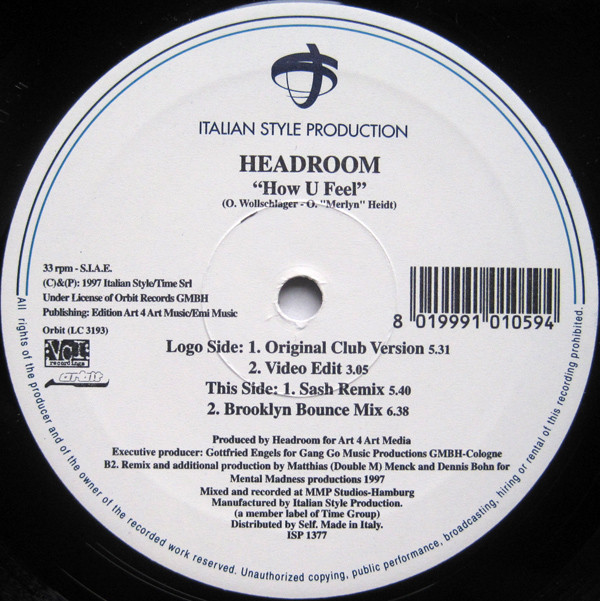 ITALIAN STYLE PRODUCTION
HEADROOM
“How U Feel”
(O. Wollschlager - O. "Merlyn" Heidt)
33 rpm - S.I.A.E.
(C)&(P): 1997 Italian Style/Time Srl
Under License of Orbit Records GMBH
Publishing: Edition Art 4 Art Music/Emi Music
Orbit (LC 3193)
VCI
recordings
orbit
8 019991 010594
Logo Side: 1. Original Club Version 5.31
2. Video Edit 3.05
This Side: 1. Sash Remix 5.40
2. Brooklyn Bounce Mix 6.38
Produced by Headroom for Art 4 Art Media
Executive producer: Gottfried Engels for Gang Go Music Productions GMBH-Cologne
B2. Remix and additional production by Matthias (Double M) Menck and Dennis Bohn for
Mental Madness productions 1997
Mixed and recorded at MMP Studios-Hamburg
Manufactured by Italian Style Production.
(a member label of Time Group)
Distributed by Self. Made in Italy.
ISP 1377
All rights of the producer and of the owner of the recorded work reserved. Unauthorized copying, public performance, broadcasting, hiring or rental of this recording prohibited.